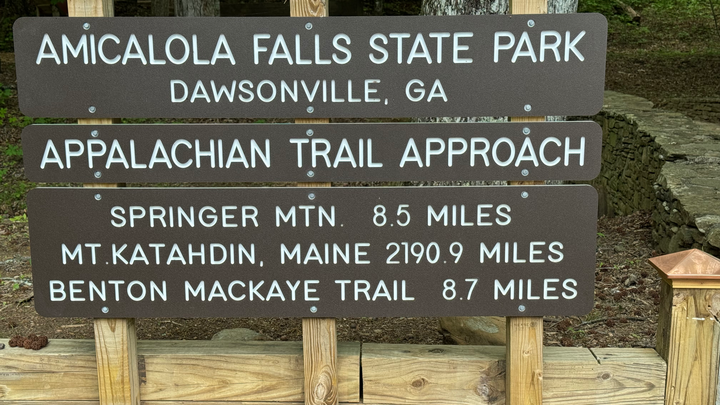 AMICALOLA FALLS STATE PARK
DAWSONVILLE, GA
APPALACHIAN TRAIL APPROACH
SPRINGER MTN. 8.5 MILES
MT.KATAHDIN, MAINE 2190.9 MILES
BENTON MACKAYE TRAIL 8.7 MILES